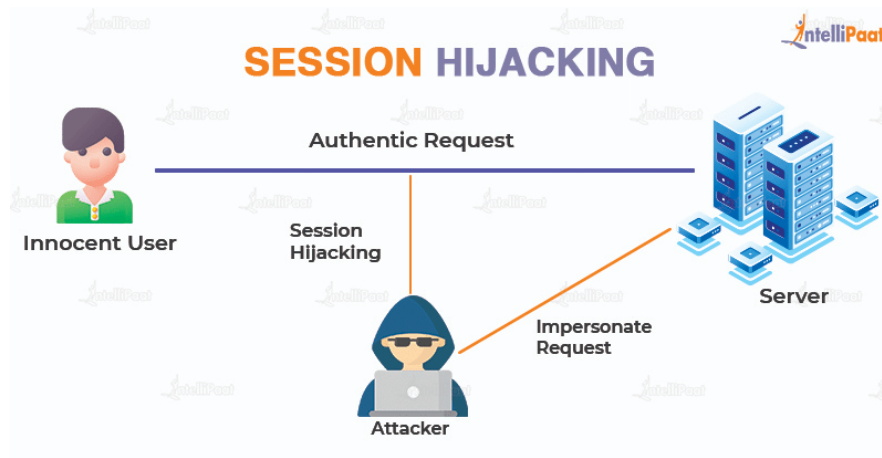 IntelliPaat
SESSION HIJACKING
Authentic Request
Innocent User
Session
Hijacking
Server
Impersonate
Request
Attacker